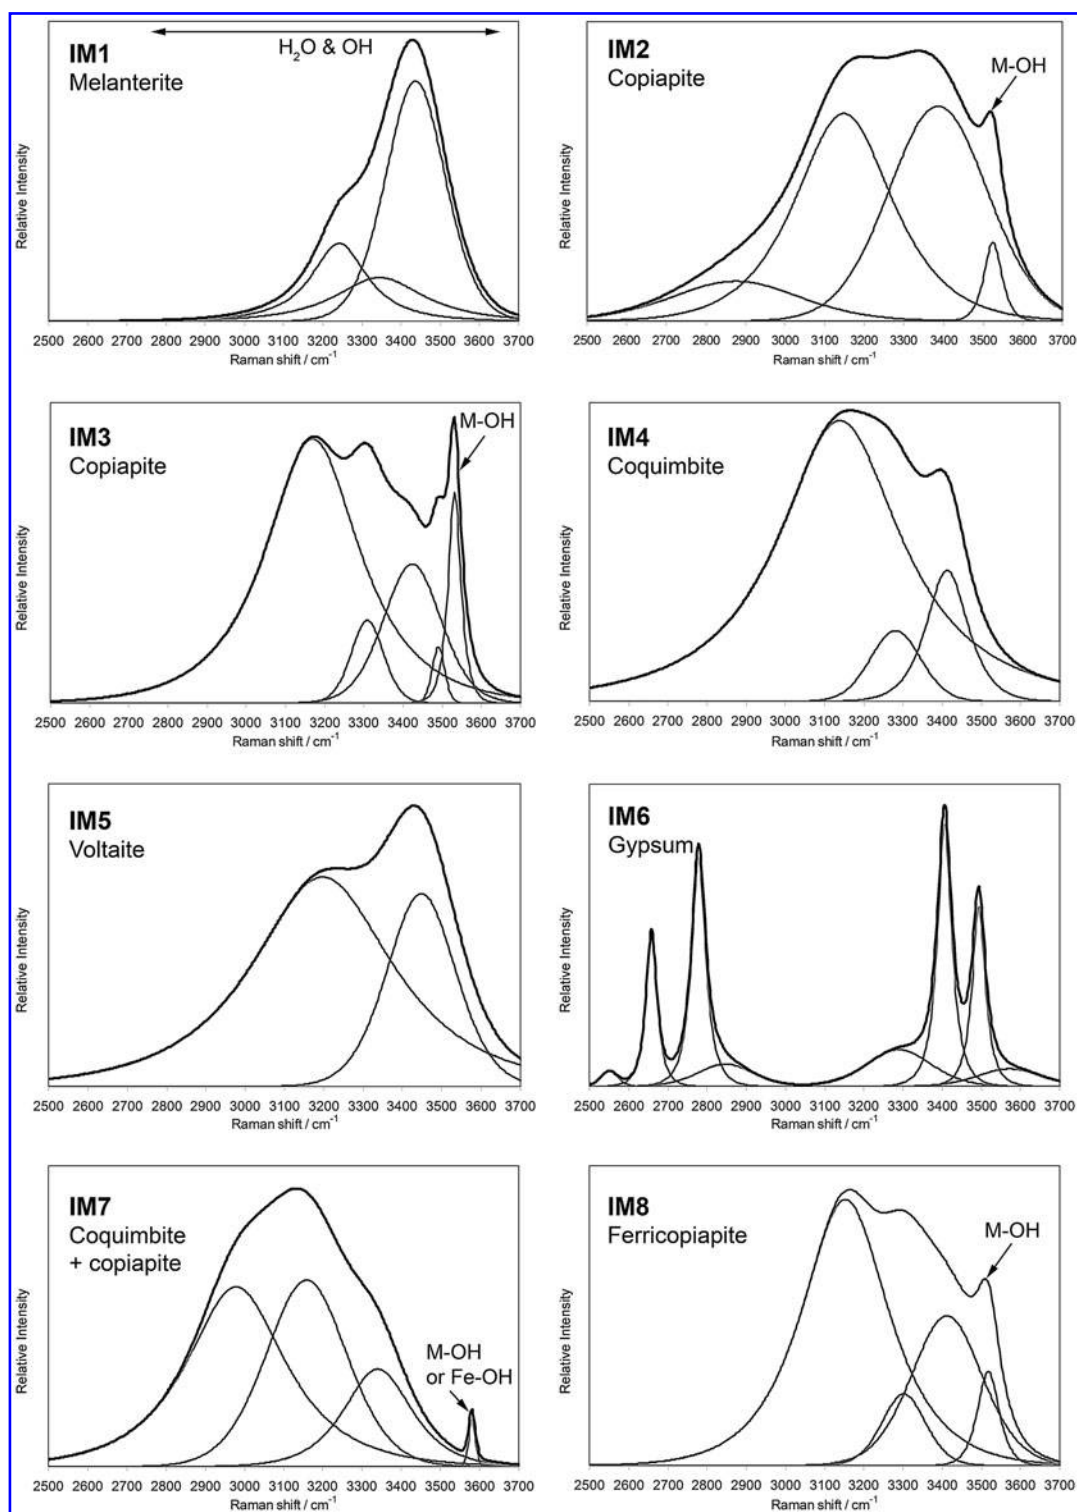 IM1
Melanterite
H₂O & OH
Relative Intensity
2500 2600 2700 2800 2900 3000 3100 3200 3300 3400 3500 3600 3700
Raman shift / cm⁻¹
IM2
Copiapite
M-OH
Relative Intensity
2500 2600 2700 2800 2900 3000 3100 3200 3300 3400 3500 3600 3700
Raman shift / cm⁻¹
IM3
Copiapite
M-OH
Relative Intensity
2500 2600 2700 2800 2900 3000 3100 3200 3300 3400 3500 3600 3700
Raman shift / cm⁻¹
IM4
Coquimbite
Relative Intensity
2500 2600 2700 2800 2900 3000 3100 3200 3300 3400 3500 3600 3700
Raman shift / cm⁻¹
IM5
Voltaite
Relative Intensity
2500 2600 2700 2800 2900 3000 3100 3200 3300 3400 3500 3600 3700
Raman shift / cm⁻¹
IM6
Gypsum
Relative Intensity
2500 2600 2700 2800 2900 3000 3100 3200 3300 3400 3500 3600 3700
Raman shift / cm⁻¹
IM7
Coquimbite
+ copiapite
M-OH
or Fe-OH
Relative Intensity
2500 2600 2700 2800 2900 3000 3100 3200 3300 3400 3500 3600 3700
Raman shift / cm⁻¹
IM8
Ferricopiapite
M-OH
Relative Intensity
2500 2600 2700 2800 2900 3000 3100 3200 3300 3400 3500 3600 3700
Raman shift / cm⁻¹